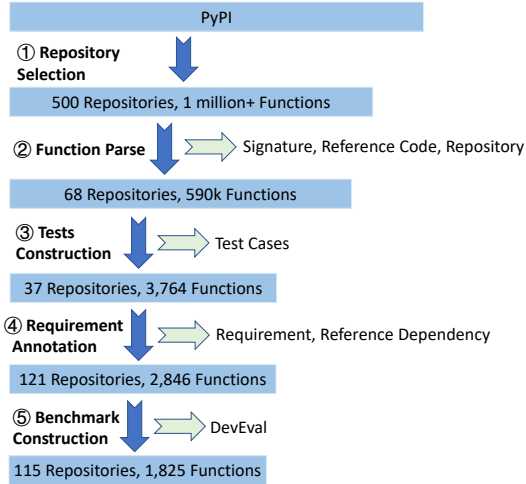 PyPI
① Repository
Selection
500 Repositories, 1 million+ Functions
② Function Parse
Signature, Reference Code, Repository
68 Repositories, 590k Functions
③ Tests
Construction
Test Cases
37 Repositories, 3,764 Functions
④ Requirement
Annotation
Requirement, Reference Dependency
121 Repositories, 2,846 Functions
⑤ Benchmark
Construction
DevEval
115 Repositories, 1,825 Functions